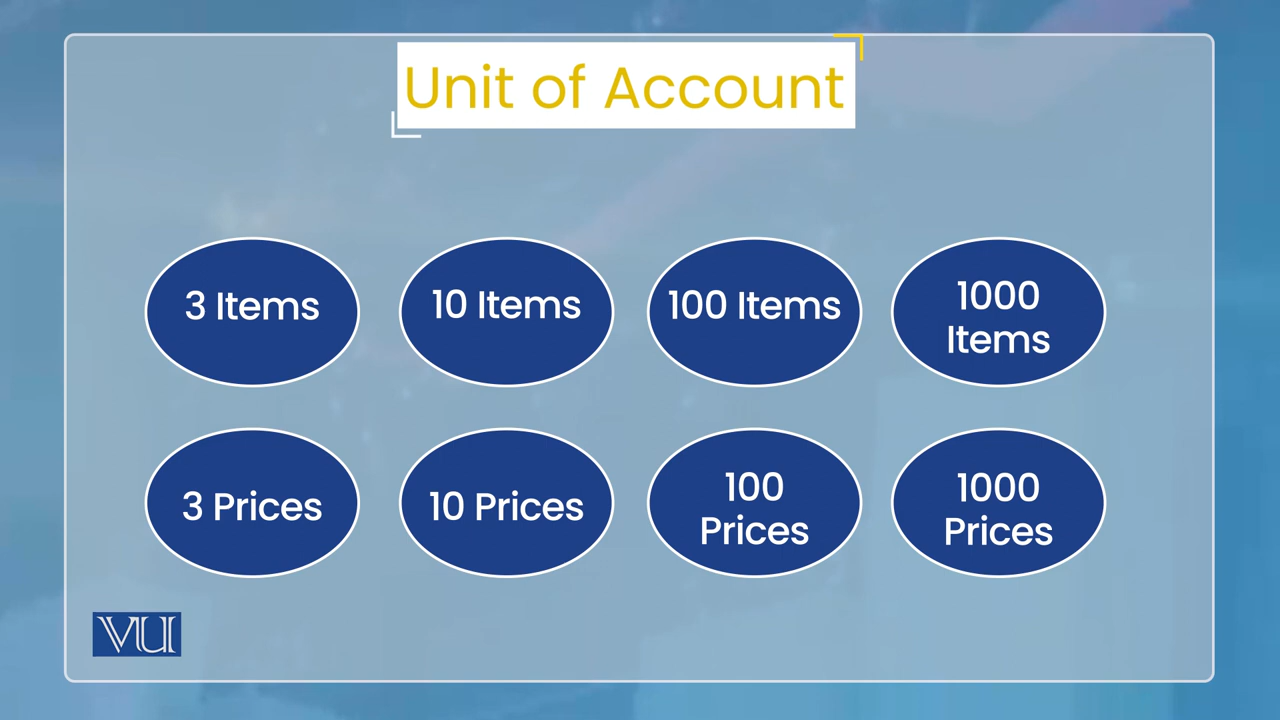 Unit of Account
3 Items
10 Items
100 Items
1000
Items
3 Prices
10 Prices
100
Prices
1000
Prices
VU